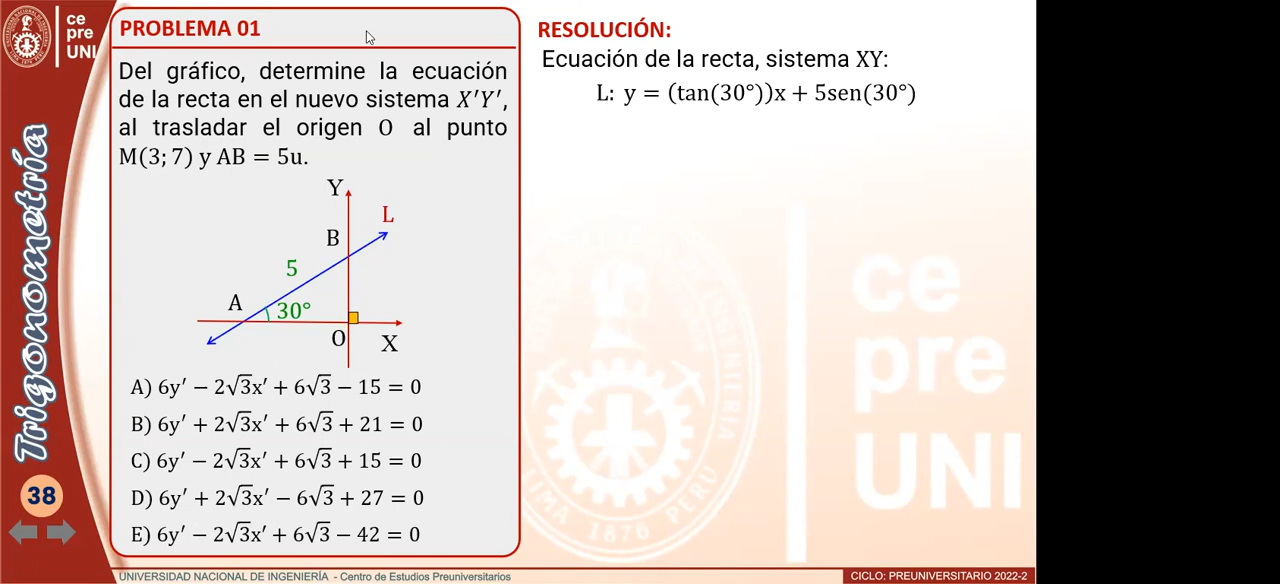 ce
pre
UNI
PROBLEMA 01
Del gráfico, determine la ecuación
de la recta en el nuevo sistema X′Y′,
al trasladar el origen O al punto
M(3; 7) y AB = 5u.
Y
L
B
5
A
30°
O
X
A) 6y′ − 2√3x′ + 6√3 − 15 = 0
B) 6y′ + 2√3x′ + 6√3 + 21 = 0
C) 6y′ − 2√3x′ + 6√3 + 15 = 0
D) 6y′ + 2√3x′ − 6√3 + 27 = 0
E) 6y′ − 2√3x′ + 6√3 − 42 = 0
RESOLUCIÓN:
Ecuación de la recta, sistema XY:
L: y = (tan(30°))x + 5sen(30°)
Trigonometría
38
ce
pre
UNI
LIMA 1876 PERU
UNIVERSIDAD NACIONAL DE INGENIERÍA - Centro de Estudios Preuniversitarios
CICLO: PREUNIVERSITARIO 2022-2